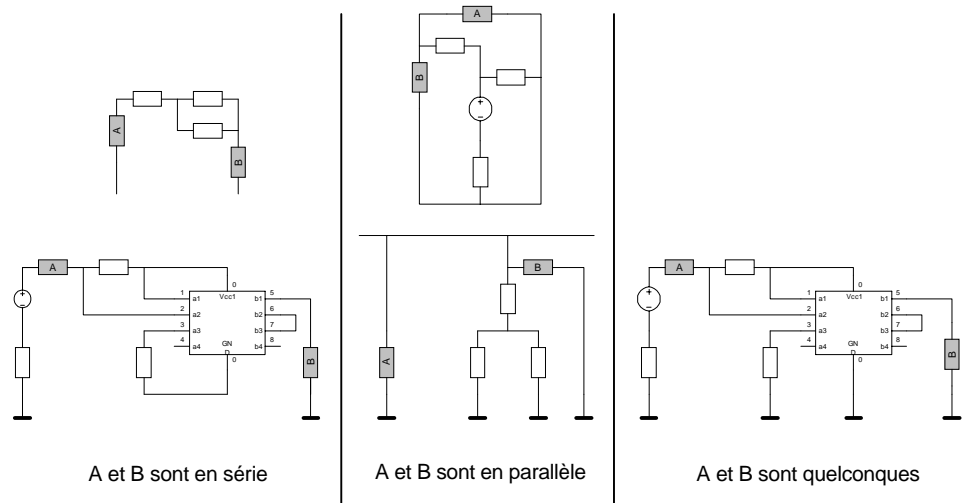 A
B
A
B
A
1
2
3
4
a1
a2
a3
a4
0
Vcc1
GN
D
0
b1
b2
b3
b4
5
6
7
8
B
A et B sont en série
A
B
+
−
B
A
A et B sont en parallèle
A
+
−
1
2
3
4
a1
a2
a3
a4
0
Vcc1
GN
D
0
b1
b2
b3
b4
5
6
7
8
B
A et B sont quelconques